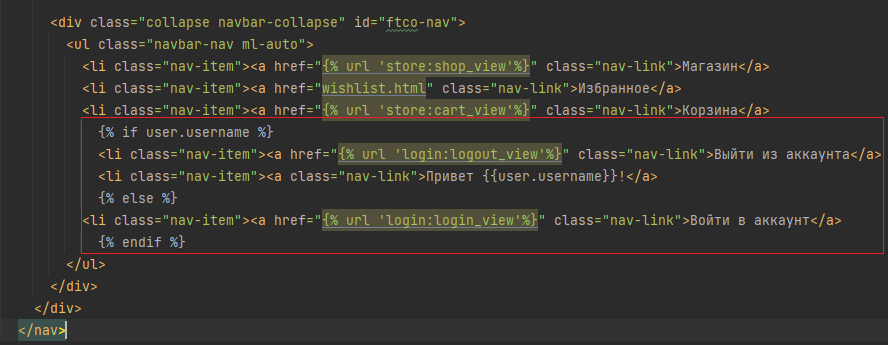 <div class="collapse navbar-collapse" id="ftco-nav">
<ul class="navbar-nav ml-auto">
<li class="nav-item"><a href="{% url 'store:shop_view'%}" class="nav-link">Магазин</a>
<li class="nav-item"><a href="wishlist.html" class="nav-link">Избранное</a>
<li class="nav-item"><a href="{% url 'store:cart_view'%}" class="nav-link">Корзина</a>
{% if user.username %}
<li class="nav-item"><a href="{% url 'login:logout_view'%}" class="nav-link">Выйти из аккаунта</a>
<li class="nav-item"><a class="nav-link">Привет {{user.username}}!</a>
{% else %}
<li class="nav-item"><a href="{% url 'login:login_view'%}" class="nav-link">Войти в аккаунт</a>
{% endif %}
</ul>
</div>
</div>
</nav>